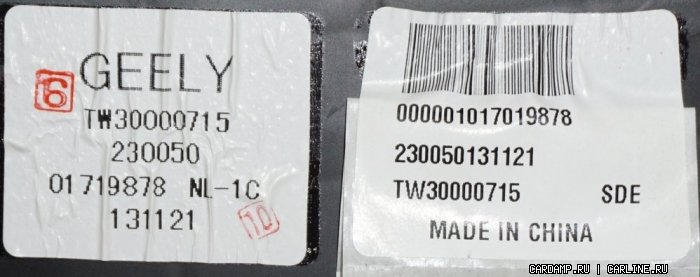 GEELY
6
TW30000715
230050
01719878 NL-1C
131121
10
000001017019878
230050131121
TW30000715 SDE
MADE IN CHINA
CARDAMP.RU | CARLINE.RU